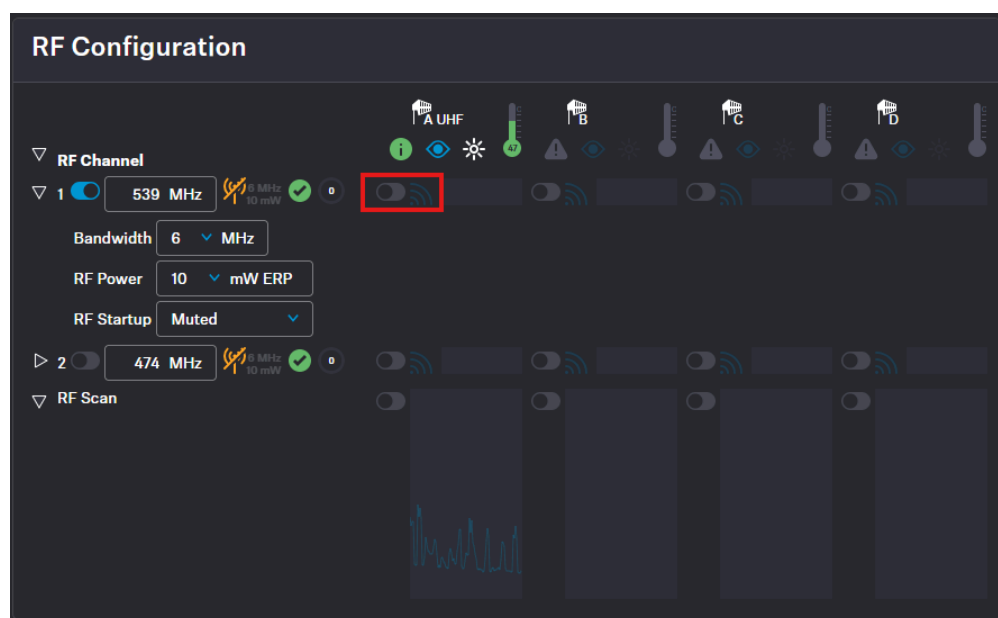 RF Configuration
A UHF
B
C
D
47
RF Channel
1 539 MHz 6 MHz 10 mW 0
Bandwidth 6 MHz
RF Power 10 mW ERP
RF Startup Muted
2 474 MHz 6 MHz 10 mW 0
RF Scan